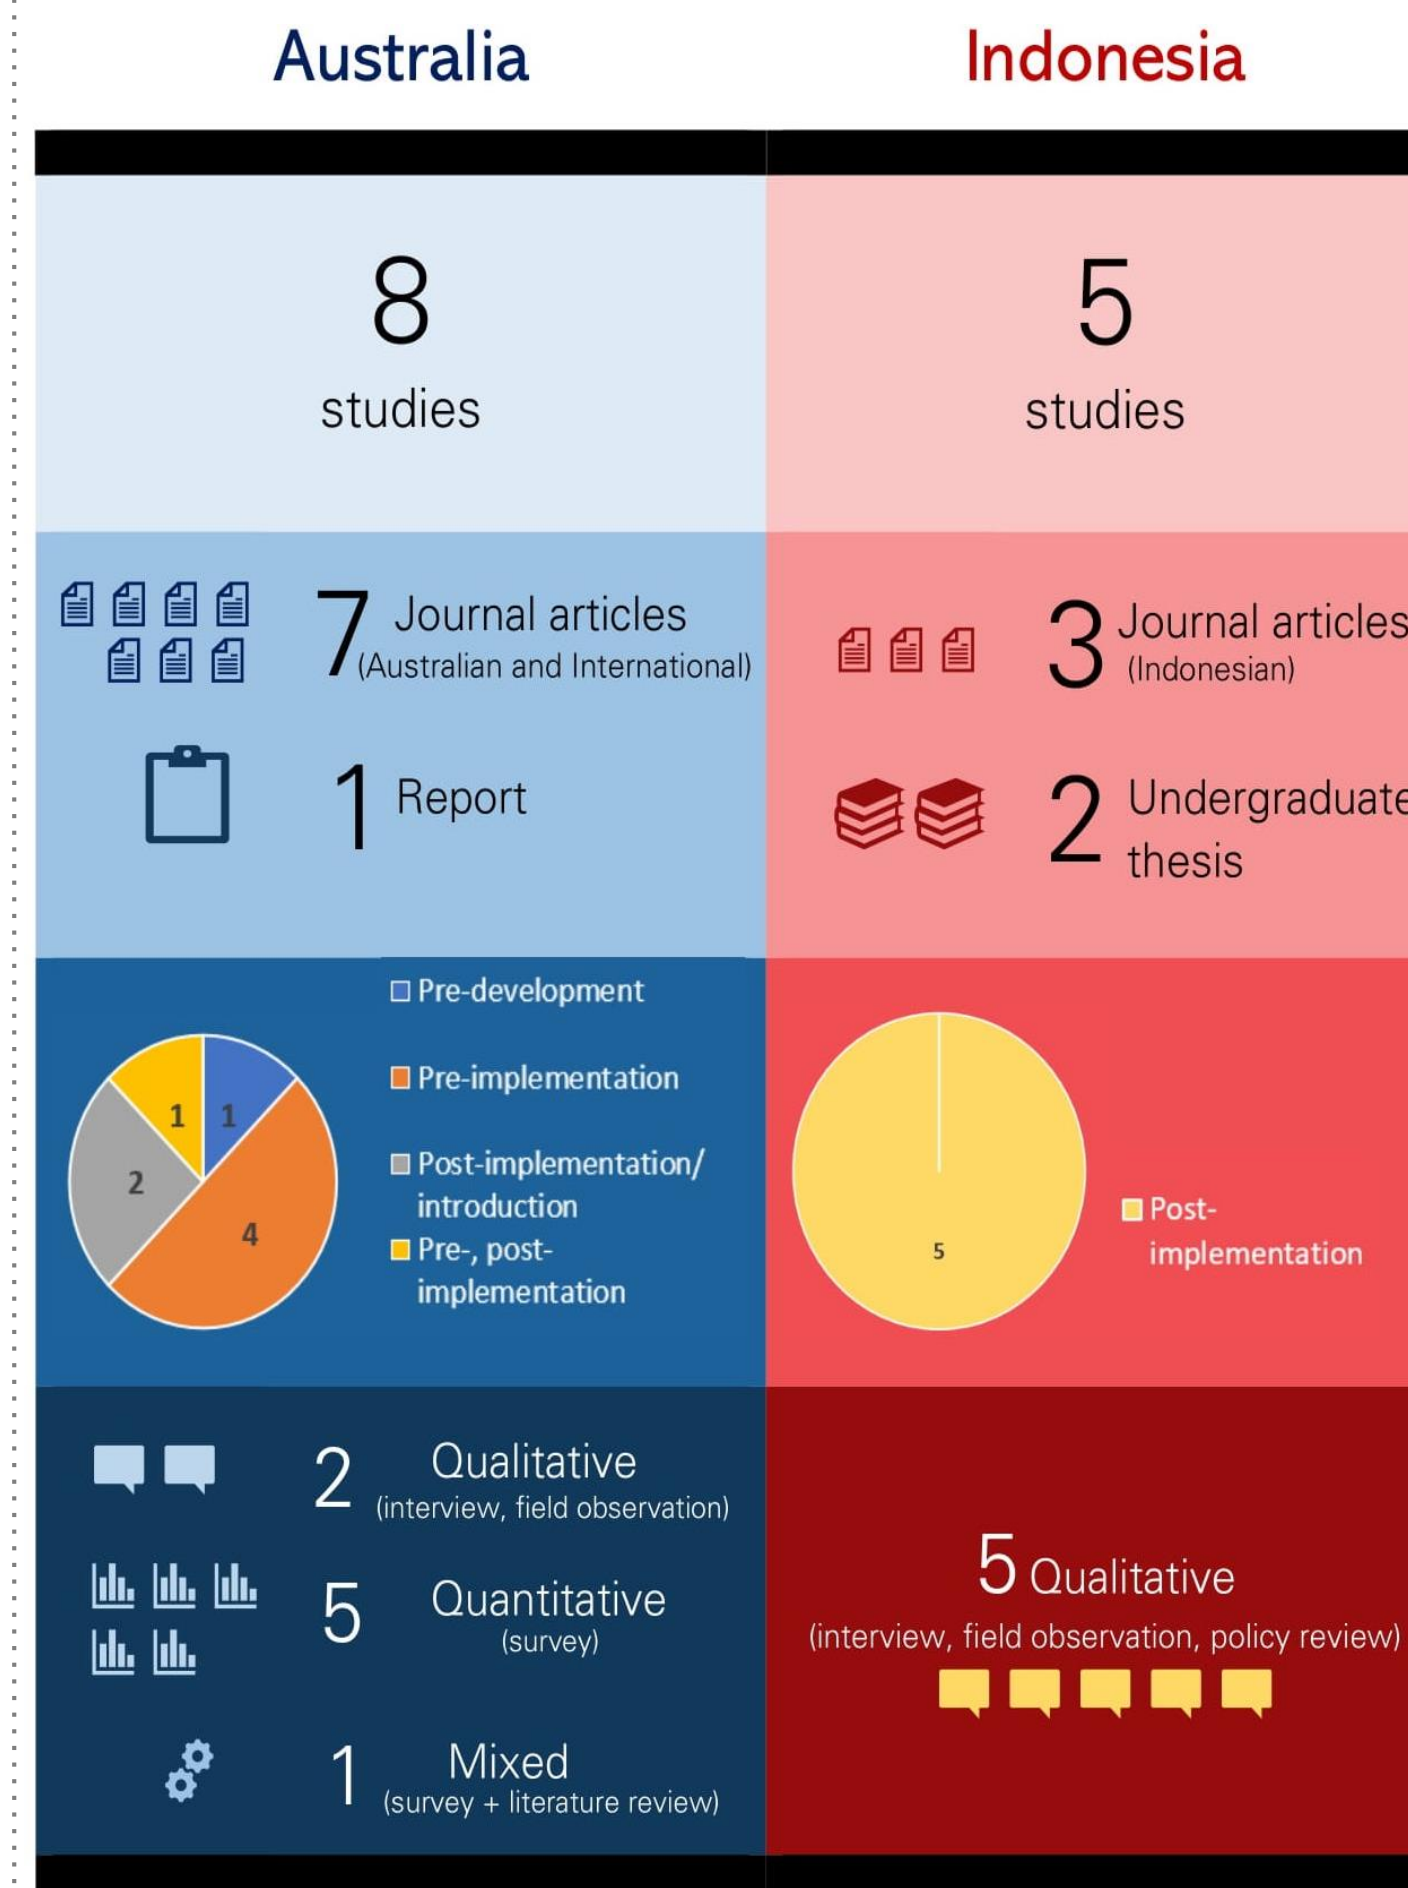 Australia
Indonesia
8
studies
5
studies
7 Journal articles
(Australian and International)
1 Report
3 Journal articles
(Indonesian)
2 Undergraduate
thesis
Pre-development
Pre-implementation
Post-implementation/
introduction
Pre-, post-
implementation
1
1
2
4
Post-
implementation
5
2 Qualitative
(interview, field observation)
5 Quantitative
(survey)
1 Mixed
(survey + literature review)
5 Qualitative
(interview, field observation, policy review)